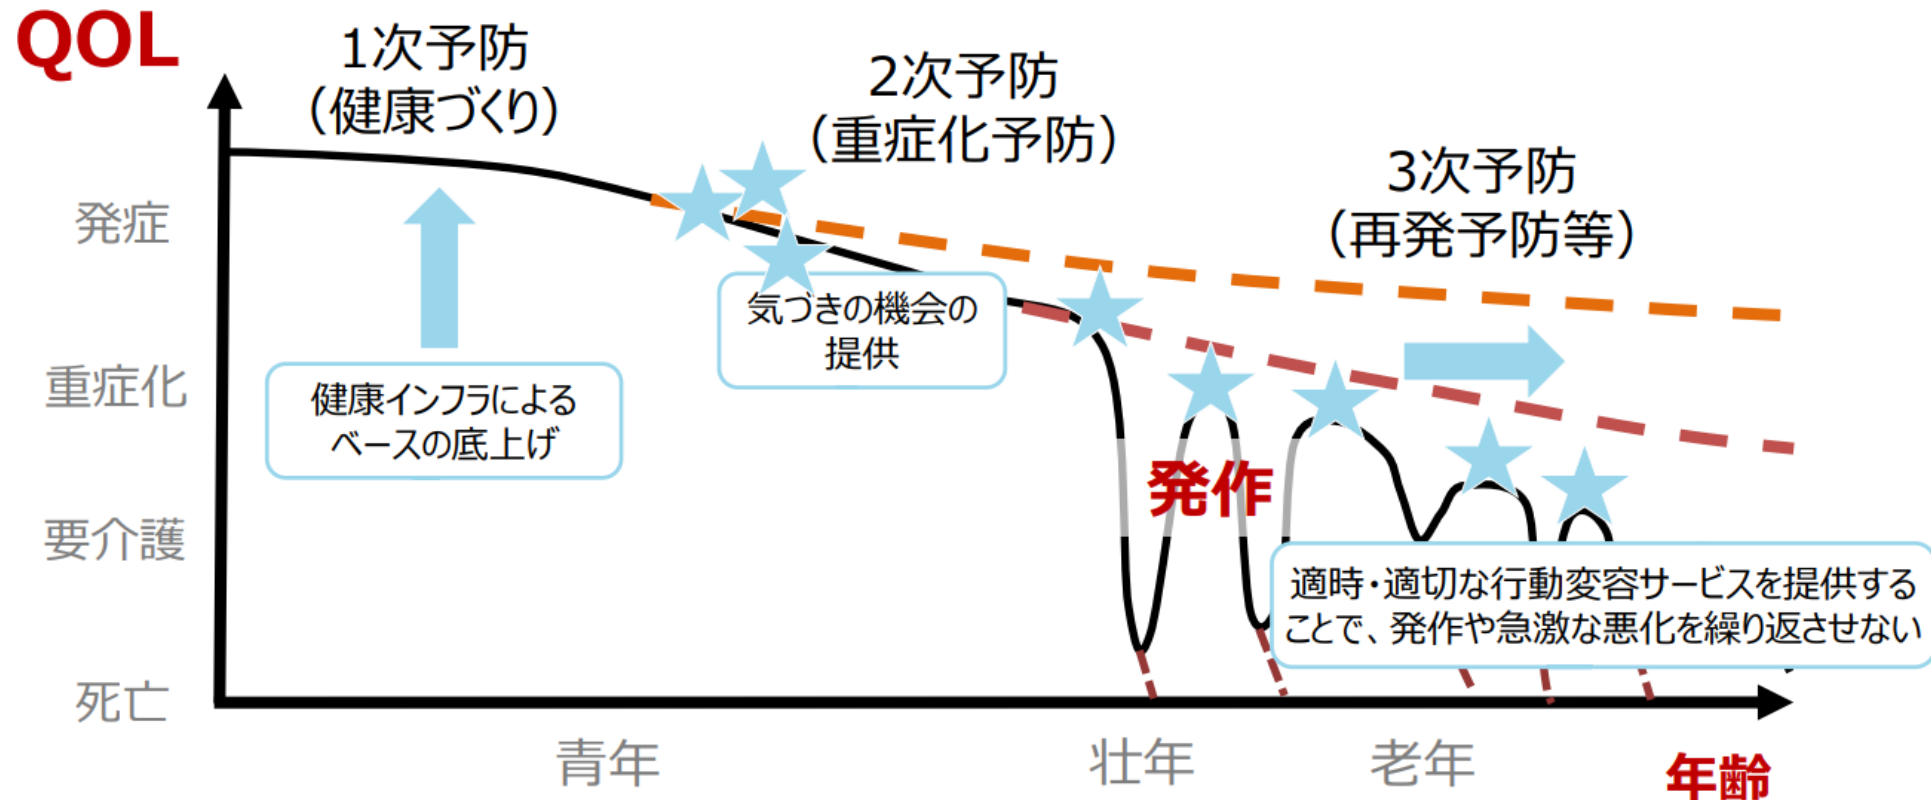 QOL
1次予防
（健康づくり）
2次予防
（重症化予防）
3次予防
（再発予防等）
発症
気づきの機会の
提供
重症化
健康インフラによる
ベースの底上げ
発作
要介護
適時・適切な行動変容サービスを提供する
ことで、発作や急激な悪化を繰り返させない
死亡
青年
壮年
老年
年齢